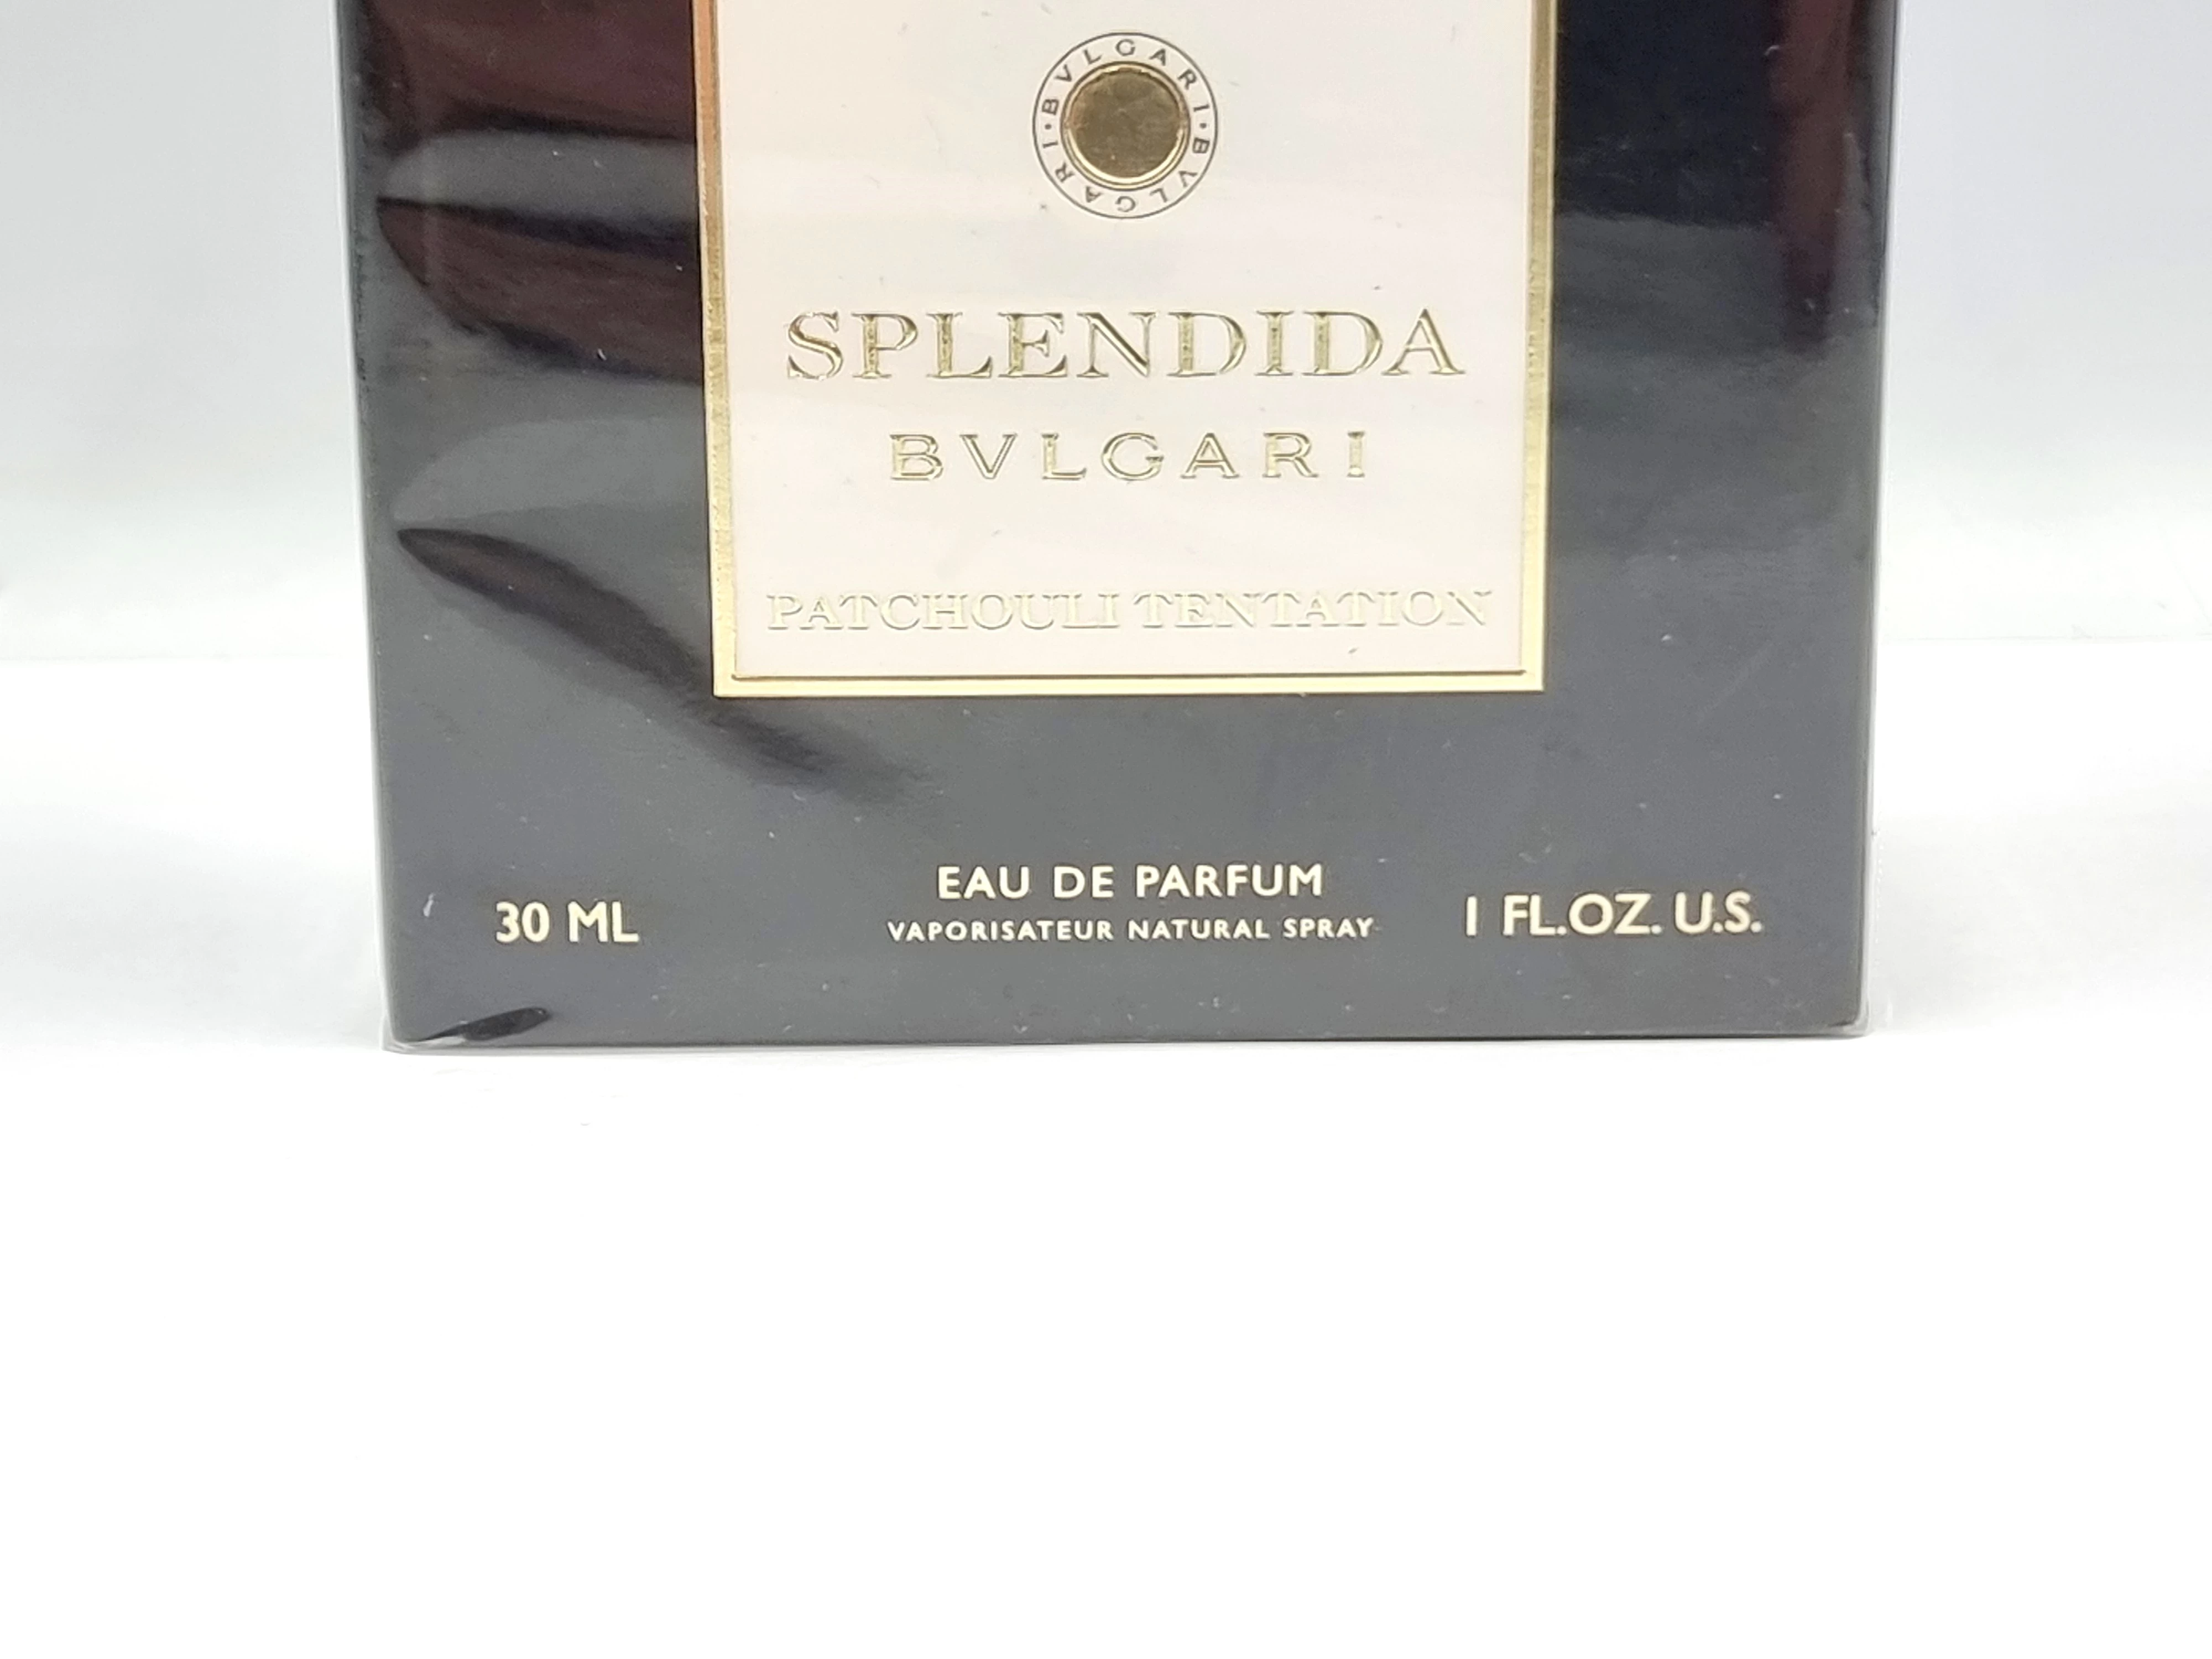 BVLGARI • BVLGARI •
SPLENDIDA
BVLGARI
PATCHOULI TENTATION
EAU DE PARFUM
30 ML VAPORISATEUR NATURAL SPRAY 1 FL.OZ. U.S.